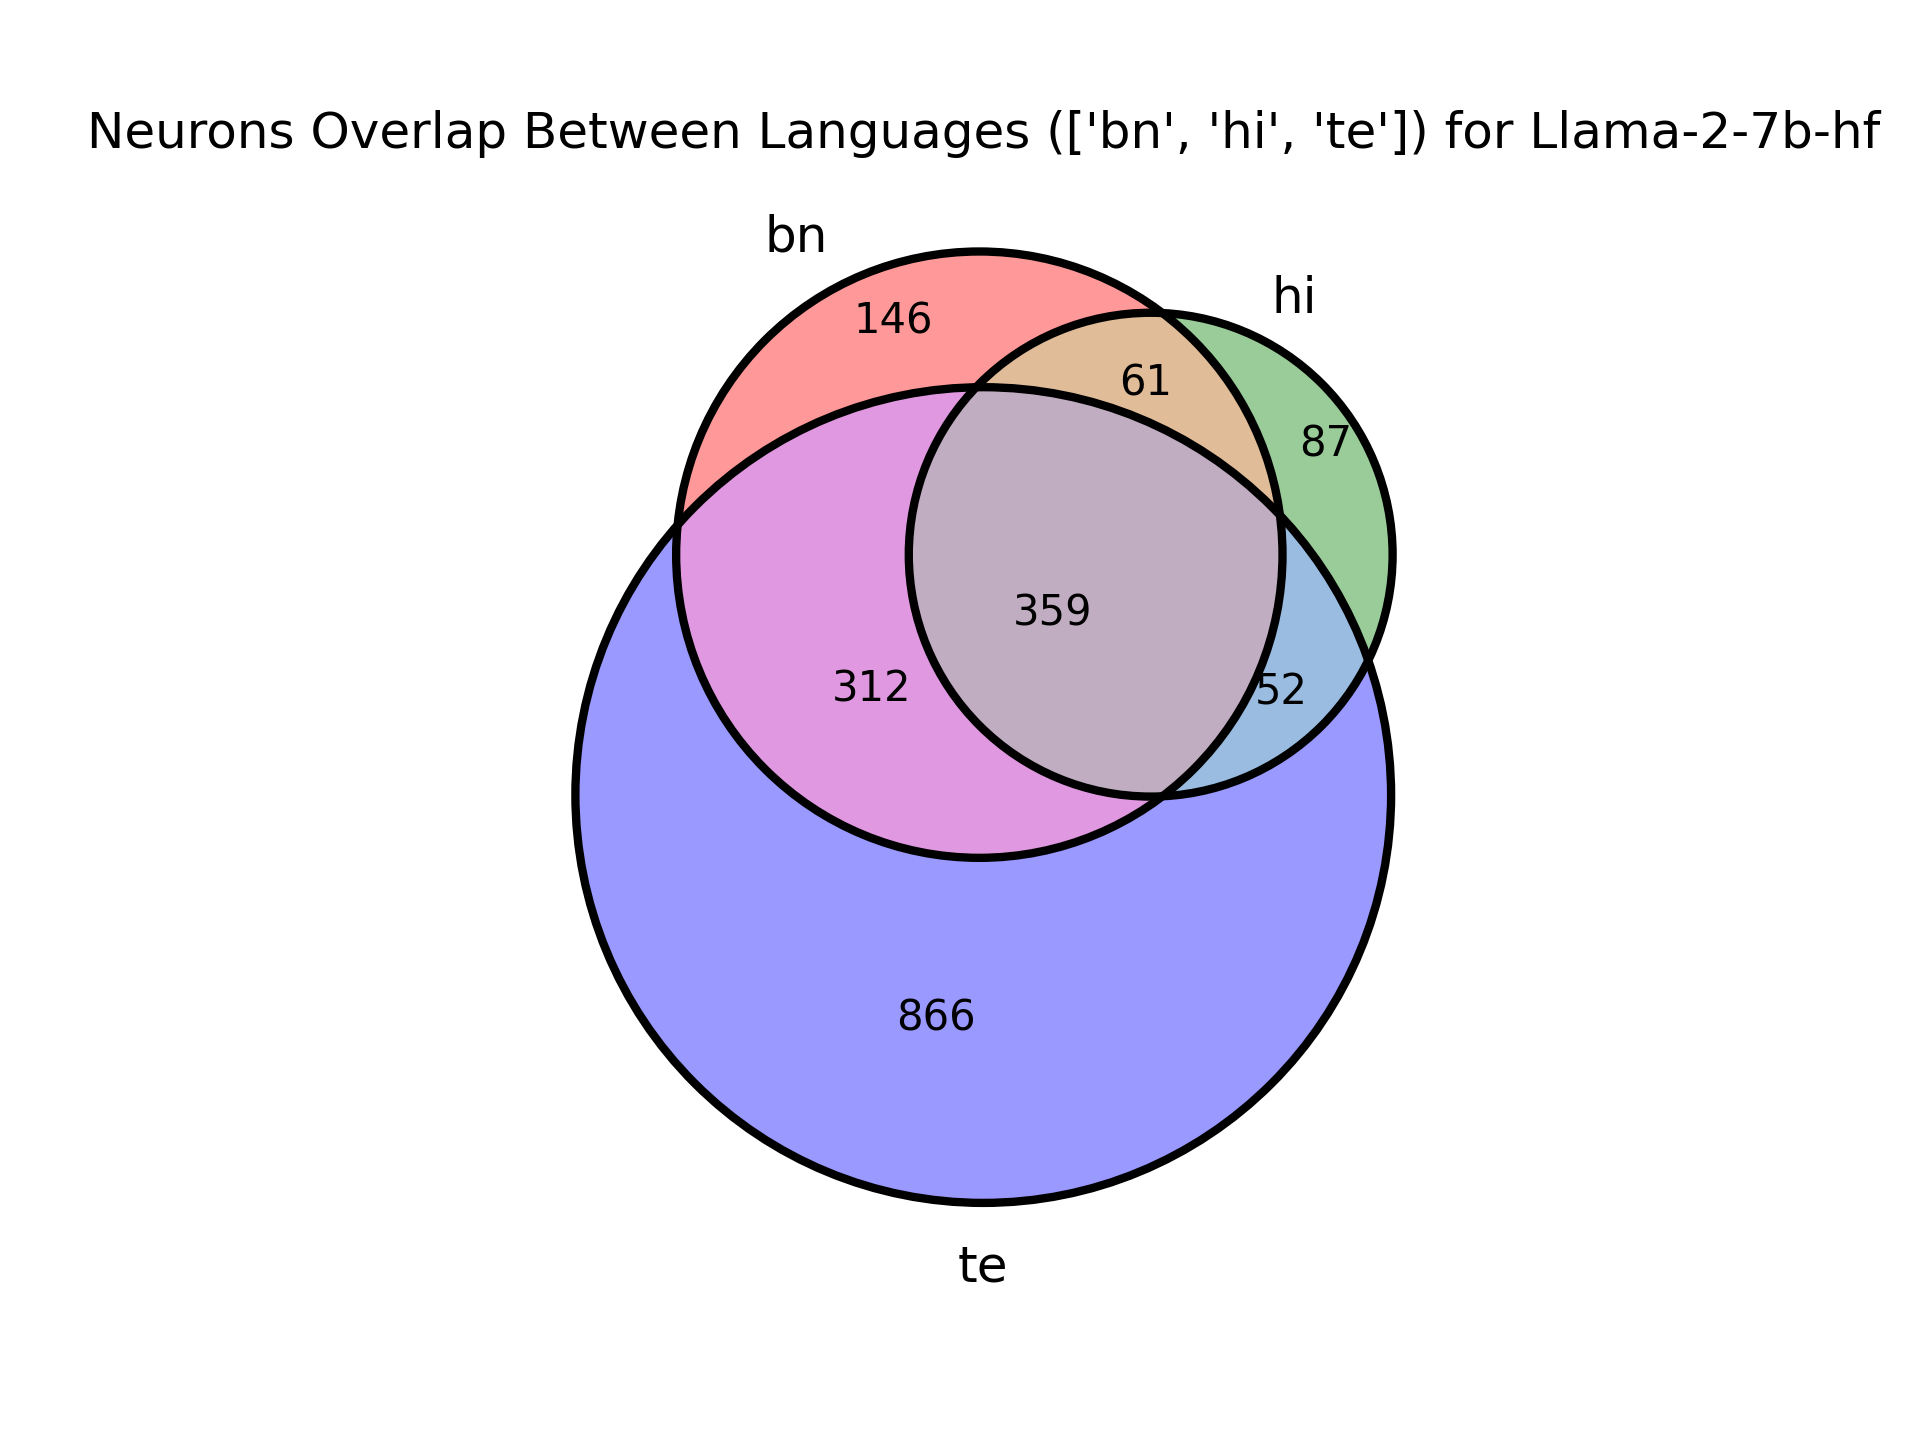 Neurons Overlap Between Languages (['bn', 'hi', 'te']) for Llama-2-7b-hf
bn
hi
146
61
87
359
312
52
866
te